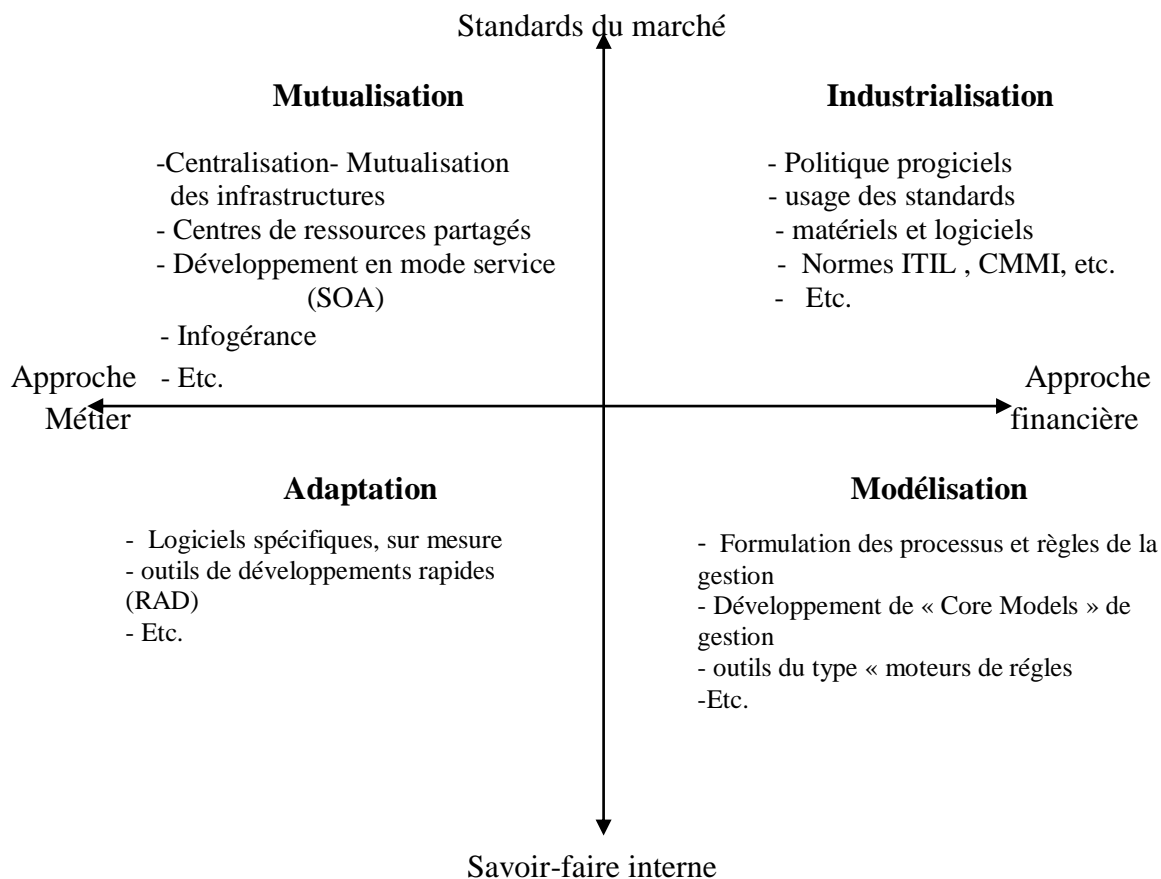 Standards du marché
Mutualisation
-Centralisation- Mutualisation
des infrastructures
- Centres de ressources partagés
- Développement en mode service
(SOA)
- Infogérance
- Etc.
Industrialisation
- Politique progiciels
- usage des standards
- matériels et logiciels
- Normes ITIL , CMMI, etc.
- Etc.
Approche
Métier
Approche
financière
Adaptation
- Logiciels spécifiques, sur mesure
- outils de développements rapides
(RAD)
- Etc.
Modélisation
- Formulation des processus et règles de la
gestion
- Développement de « Core Models » de
gestion
- outils du type « moteurs de régles
-Etc.
Savoir-faire interne